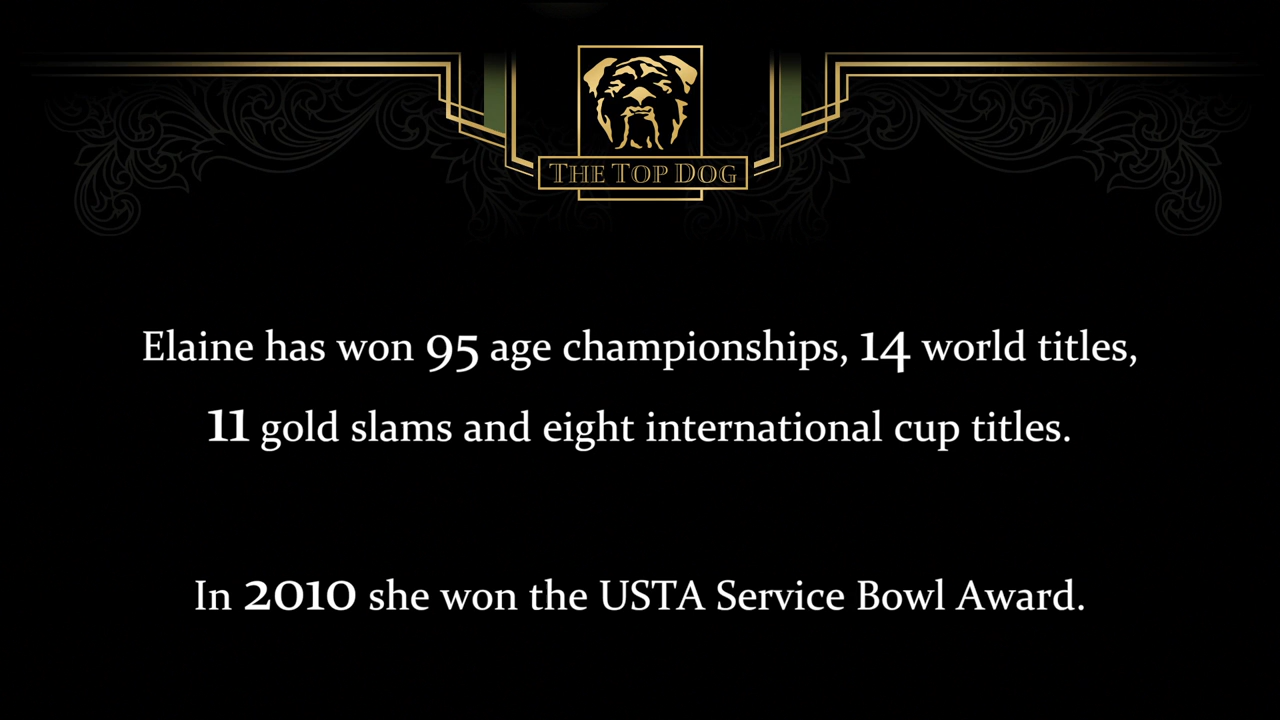 THE TOP DOG
Elaine has won 95 age championships, 14 world titles,
11 gold slams and eight international cup titles.
In 2010 she won the USTA Service Bowl Award.